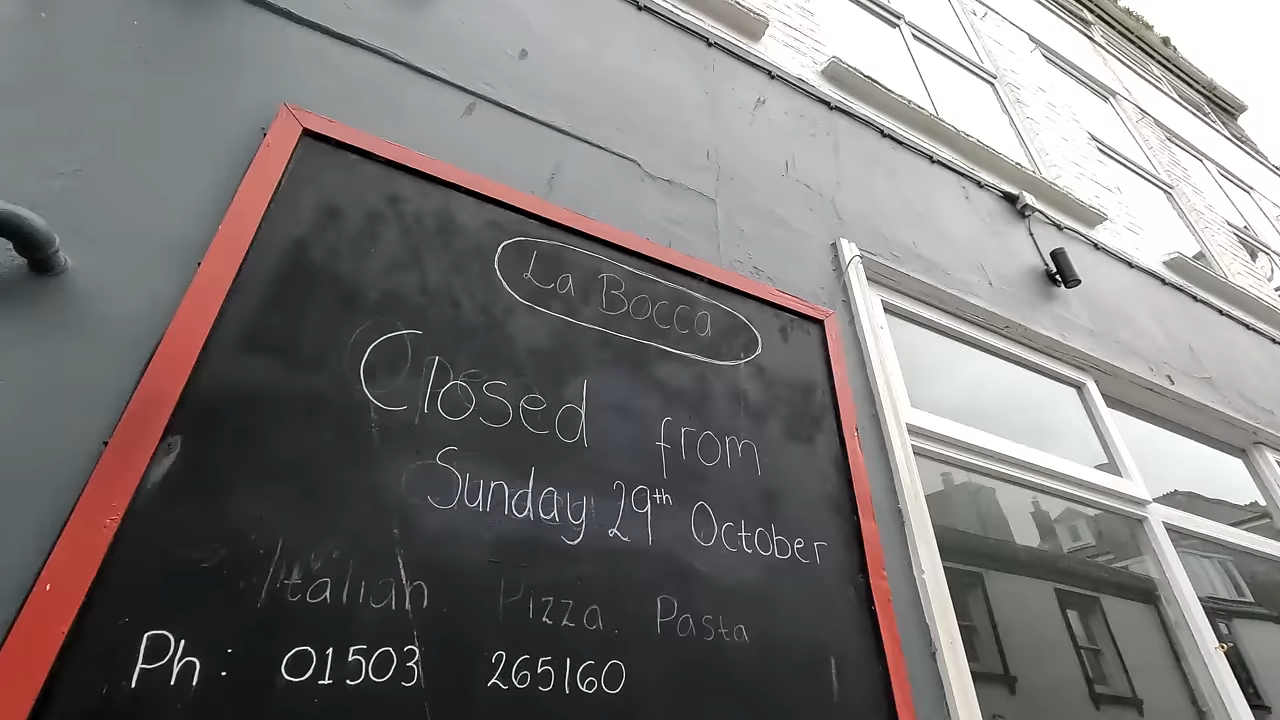 La Bocca
Closed from
Sunday 29th October
Italian Pizza. Pasta
Ph: 01503 265160